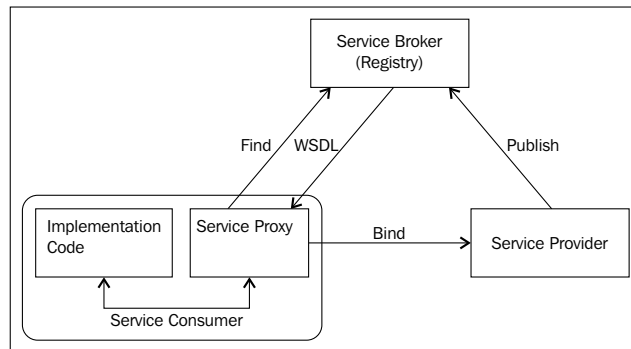 Service Broker
(Registry)
Find
WSDL
Publish
Implementation
Code
Service Proxy
Bind
Service Provider
Service Consumer